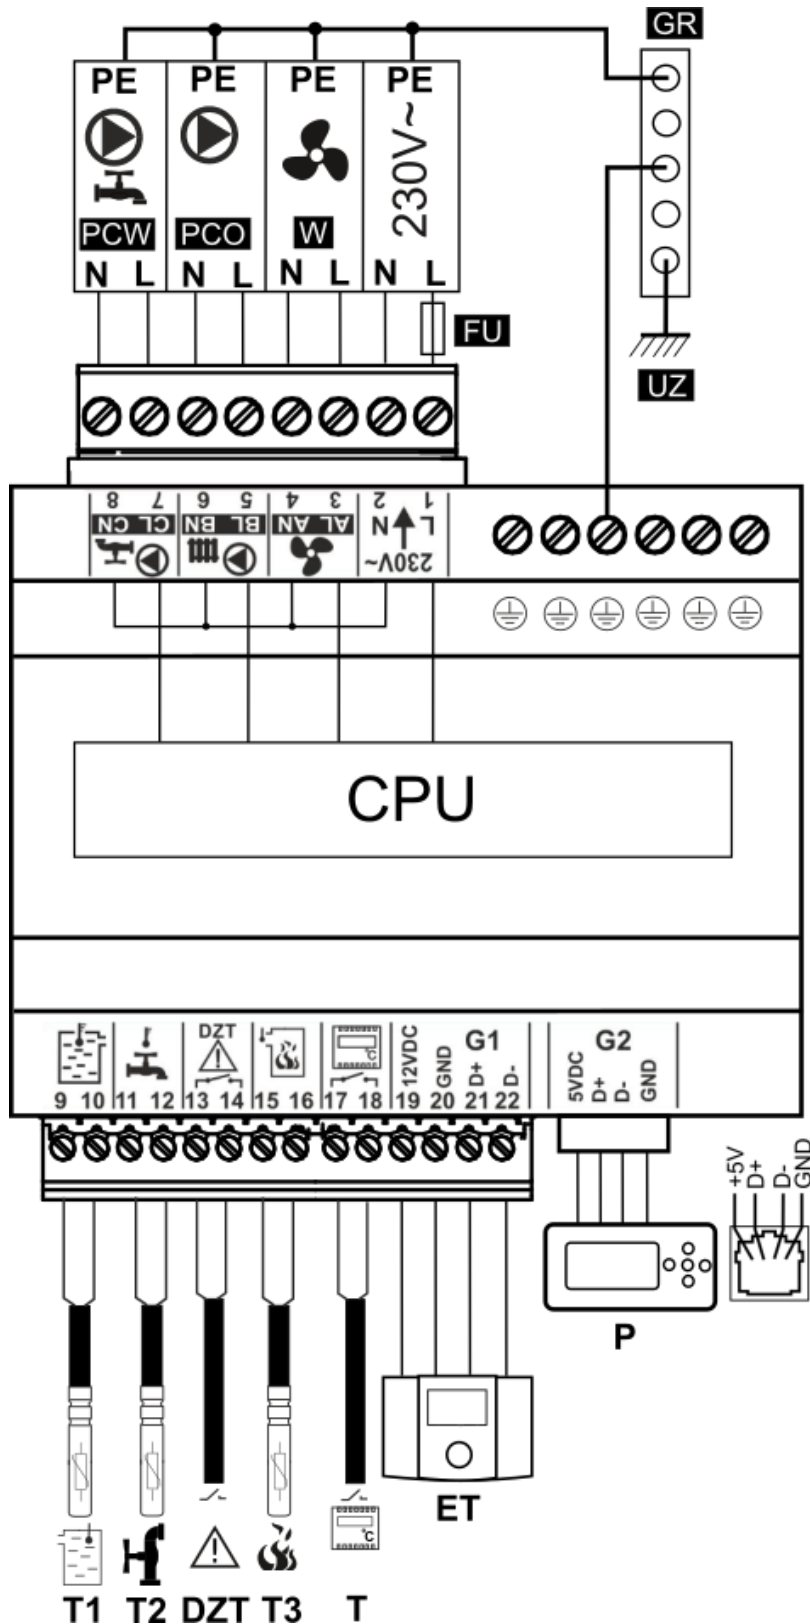 GR
PE PE PE PE
230V~
PCW PCO W
N L N L N L N L
FU
UZ
8 7 6 5 4 3 2 1
CN CL BN BL AN AL N L
230V~
CPU
DZT
G1
G2
12VDC
GND
D+
D-
5VDC
D+
D-
GND
°C
9 10 11 12 13 14 15 16 17 18 19 20 21 22
+5V
D+
D-
GND
P
ET
°C
T1 T2 DZT T3 T